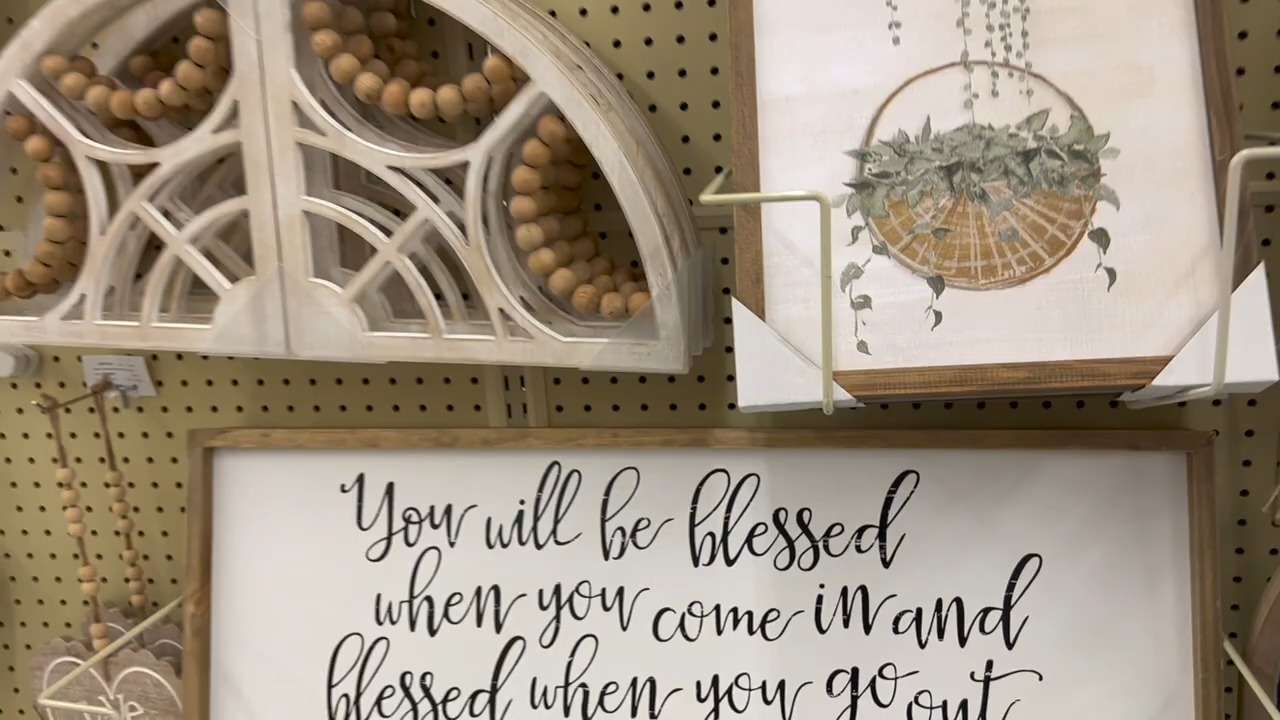 You will be blessed
when you come in and
blessed when you go out